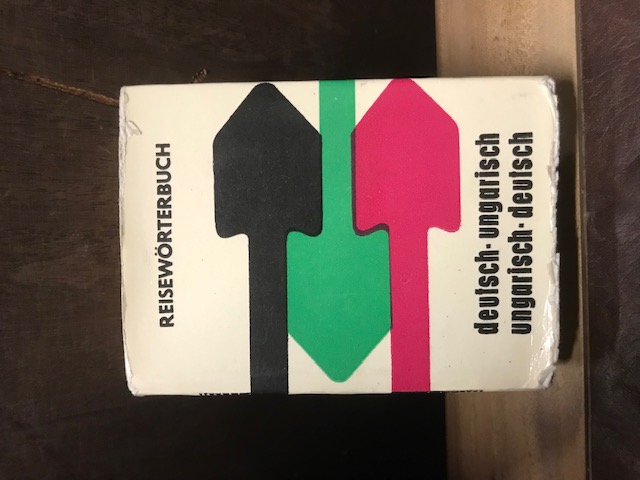 REISEWÖRTERBUCH
deutsch-ungarisch
ungarisch-deutsch